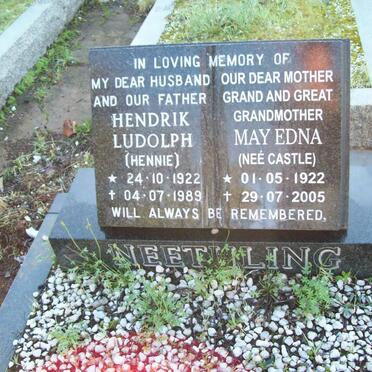 IN LOVING MEMORY OF
MY DEAR HUSBAND
AND OUR FATHER
HENDRIK
LUDOLPH
(HENNIE)
★ 24·10·1922
✝ 04·07·1989
OUR DEAR MOTHER
GRAND AND GREAT
GRANDMOTHER
MAY EDNA
(NEÉ CASTLE)
★ 01·05·1922
✝ 29·07·2005
WILL ALWAYS BE REMEMBERED.
NEETHLING